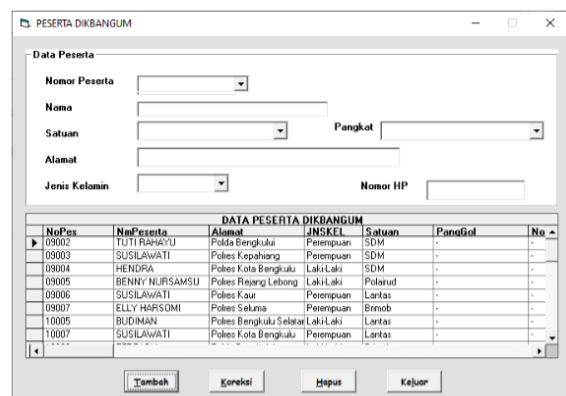 PESERTA DIKBANGUM
Data Peserta
Nomor Peserta
Nama
Satuan Pangkat
Alamat
Jenis Kelamin Nomor HP
DATA PESERTA DIKBANGUM
NoPes NmPeserta Alamat JNSKEL Satuan PangGol No
09002 TUTI RAHAYU Polda Bengkului Perempuan SDM - -
09003 SUSILAWATI Polres Kepahiang Perempuan SDM - -
09004 HENDRA Polres Kota Bengkulu Laki-Laki SDM - -
09005 BENNY NURSAMSU Polres Rejang Lebong Laki-Laki Polairud - -
09006 SUSILAWATI Polres Kaur Perempuan Lantas - -
09007 ELLY HARSOMI Polres Seluma Perempuan Brimob - -
10005 BUDIMAN Polres Bengkulu Selatan Laki-Laki Lantas - -
10007 SUSILAWATI Polres Kota Bengkulu Perempuan Lantas - -
Tambah Koreksi Hapus Keluar